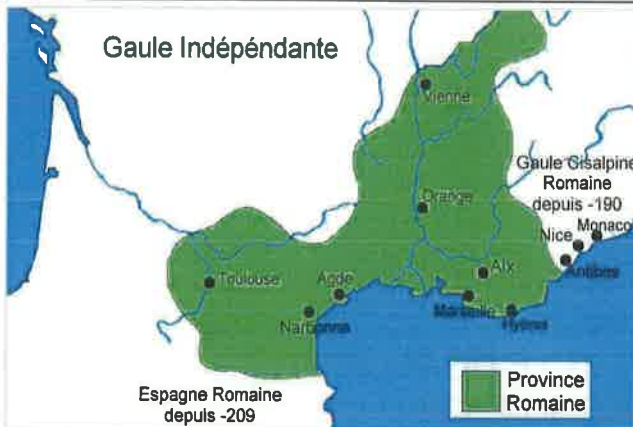 Gaule Indépéndante
Vienne
Gaule Cisalpine
Romaine
depuis -190
Orange
Monaco
Nice
Antibes
Aix
Toulouse
Agde
Marseille
Hyères
Narbonne
Espagne Romaine
depuis -209
Province
Romaine